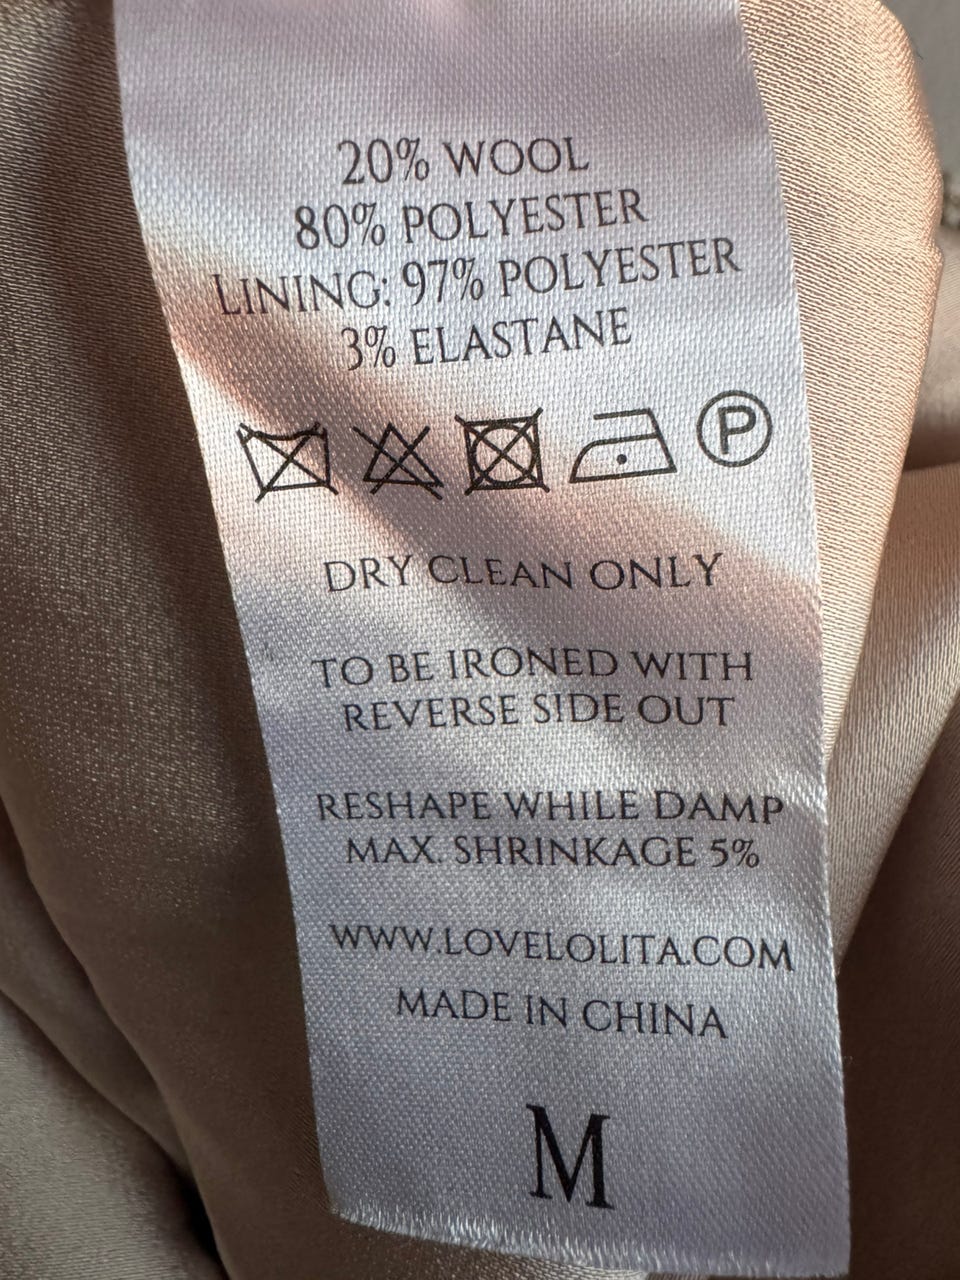 20% WOOL
80% POLYESTER
LINING: 97% POLYESTER
3% ELASTANE
P
DRY CLEAN ONLY
TO BE IRONED WITH
REVERSE SIDE OUT
RESHAPE WHILE DAMP
MAX. SHRINKAGE 5%
WWW.LOVELOLITA.COM
MADE IN CHINA
M